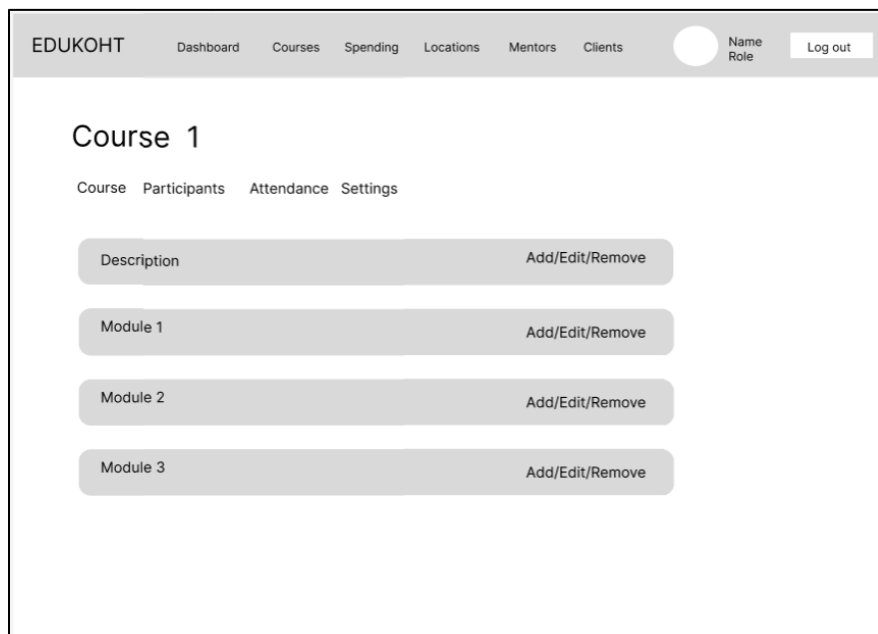 EDUKOHT Dashboard Courses Spending Locations Mentors Clients Name Log out
Role
Course 1
Course Participants Attendance Settings
Description Add/Edit/Remove
Module 1 Add/Edit/Remove
Module 2 Add/Edit/Remove
Module 3 Add/Edit/Remove